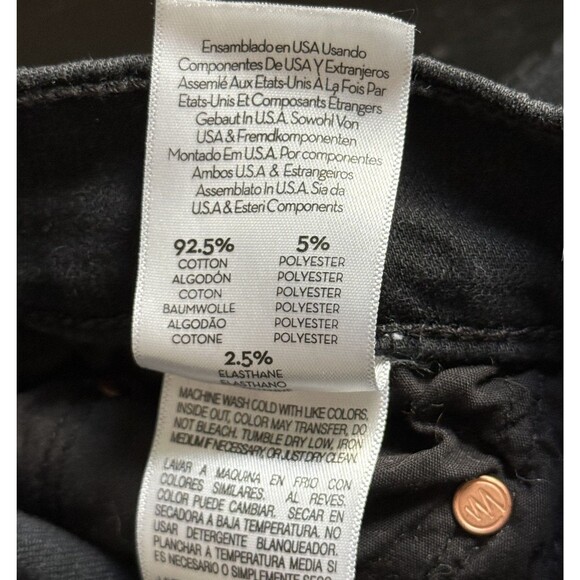 Ensamblado en USA Usando
Componentes De USA Y Extranjeros
Assemlé Aux Etats-Unis À La Fois Par
Etats-Unis Et Composants Étrangers
Gebaut In U.S.A. Sowohl Von
USA & Fremdkomponenten
Montado Em U.S.A. Por componentes
Ambos U.S.A & Estrangeiros
Assemblato In U.S.A. Sia da
U.S.A & Esteri Components
92.5% 5%
COTTON POLYESTER
ALGODÓN POLYESTER
COTON POLYESTER
BAUMWOLLE POLYESTER
ALGODÃO POLYESTER
COTONE POLYESTER
2.5%
ELASTHANE
ELASTHANO
MACHINE WASH COLD WITH LIKE COLORS,
INSIDE OUT, COLOR MAY TRANSFER, DO
NOT BLEACH. TUMBLE DRY LOW, IRON
MEDIUM IF NECESSARY, OR JUST DRY CLEAN.
LAVAR A MAQUINA EN FRIO CON
COLORES SIMILARES. AL REVES.
COLOR PUEDE CAMBIAR. SECAR EN
SECADORA A BAJA TEMPERATURA. NO
USAR DETERGENTE BLANQUEADOR.
PLANCHAR A TEMPERATURA MEDIA SI
ES NECESARIO O SIMPLEMENTE SECO